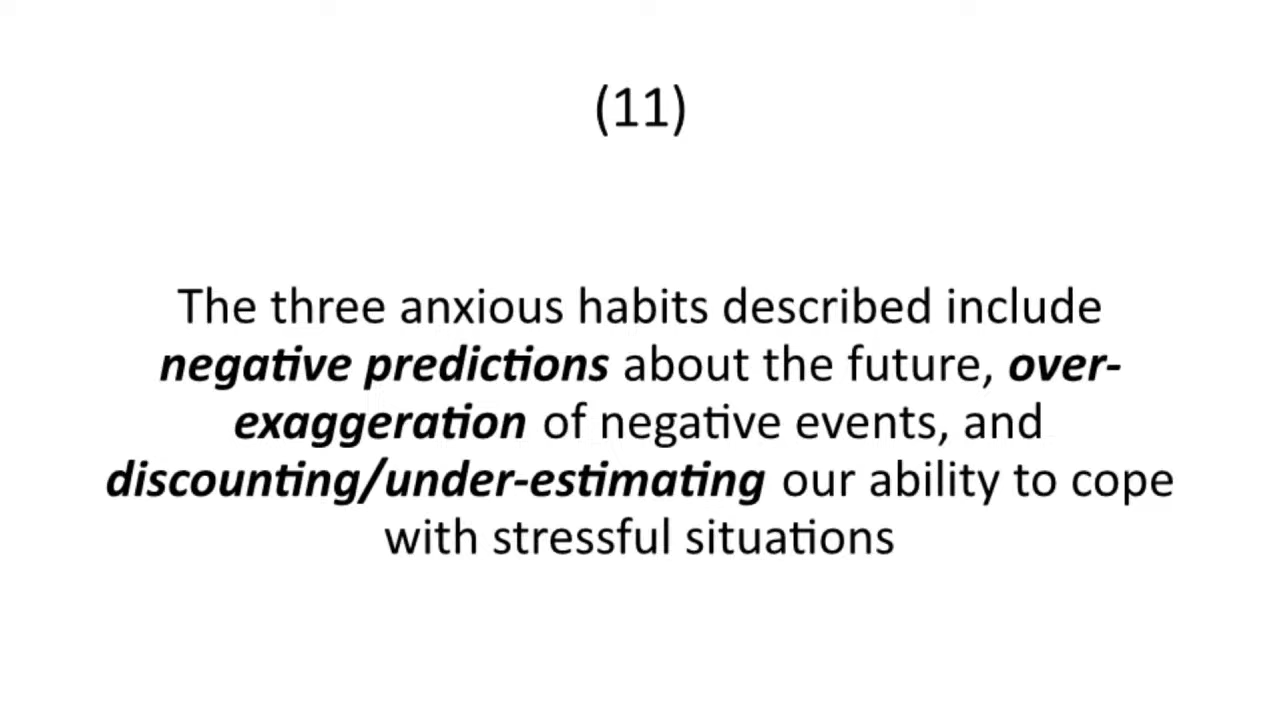 (11)
The three anxious habits described include
negative predictions about the future, over-
exaggeration of negative events, and
discounting/under-estimating our ability to cope
with stressful situations